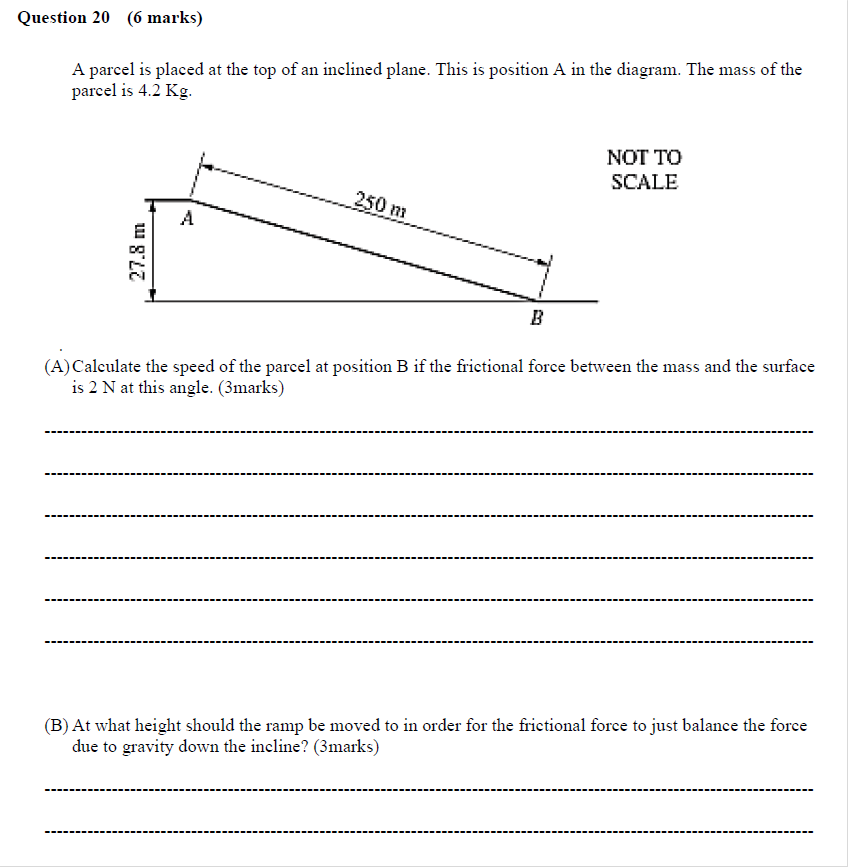 Question 20 (6 marks)
A parcel is placed at the top of an inclined plane. This is position A in the diagram. The mass of the
parcel is 4.2 Kg.
NOT TO
SCALE
250 m
A
27.8 m
B
(A) Calculate the speed of the parcel at position B if the frictional force between the mass and the surface
is 2 N at this angle. (3marks)
(B) At what height should the ramp be moved to in order for the frictional force to just balance the force
due to gravity down the incline? (3marks)